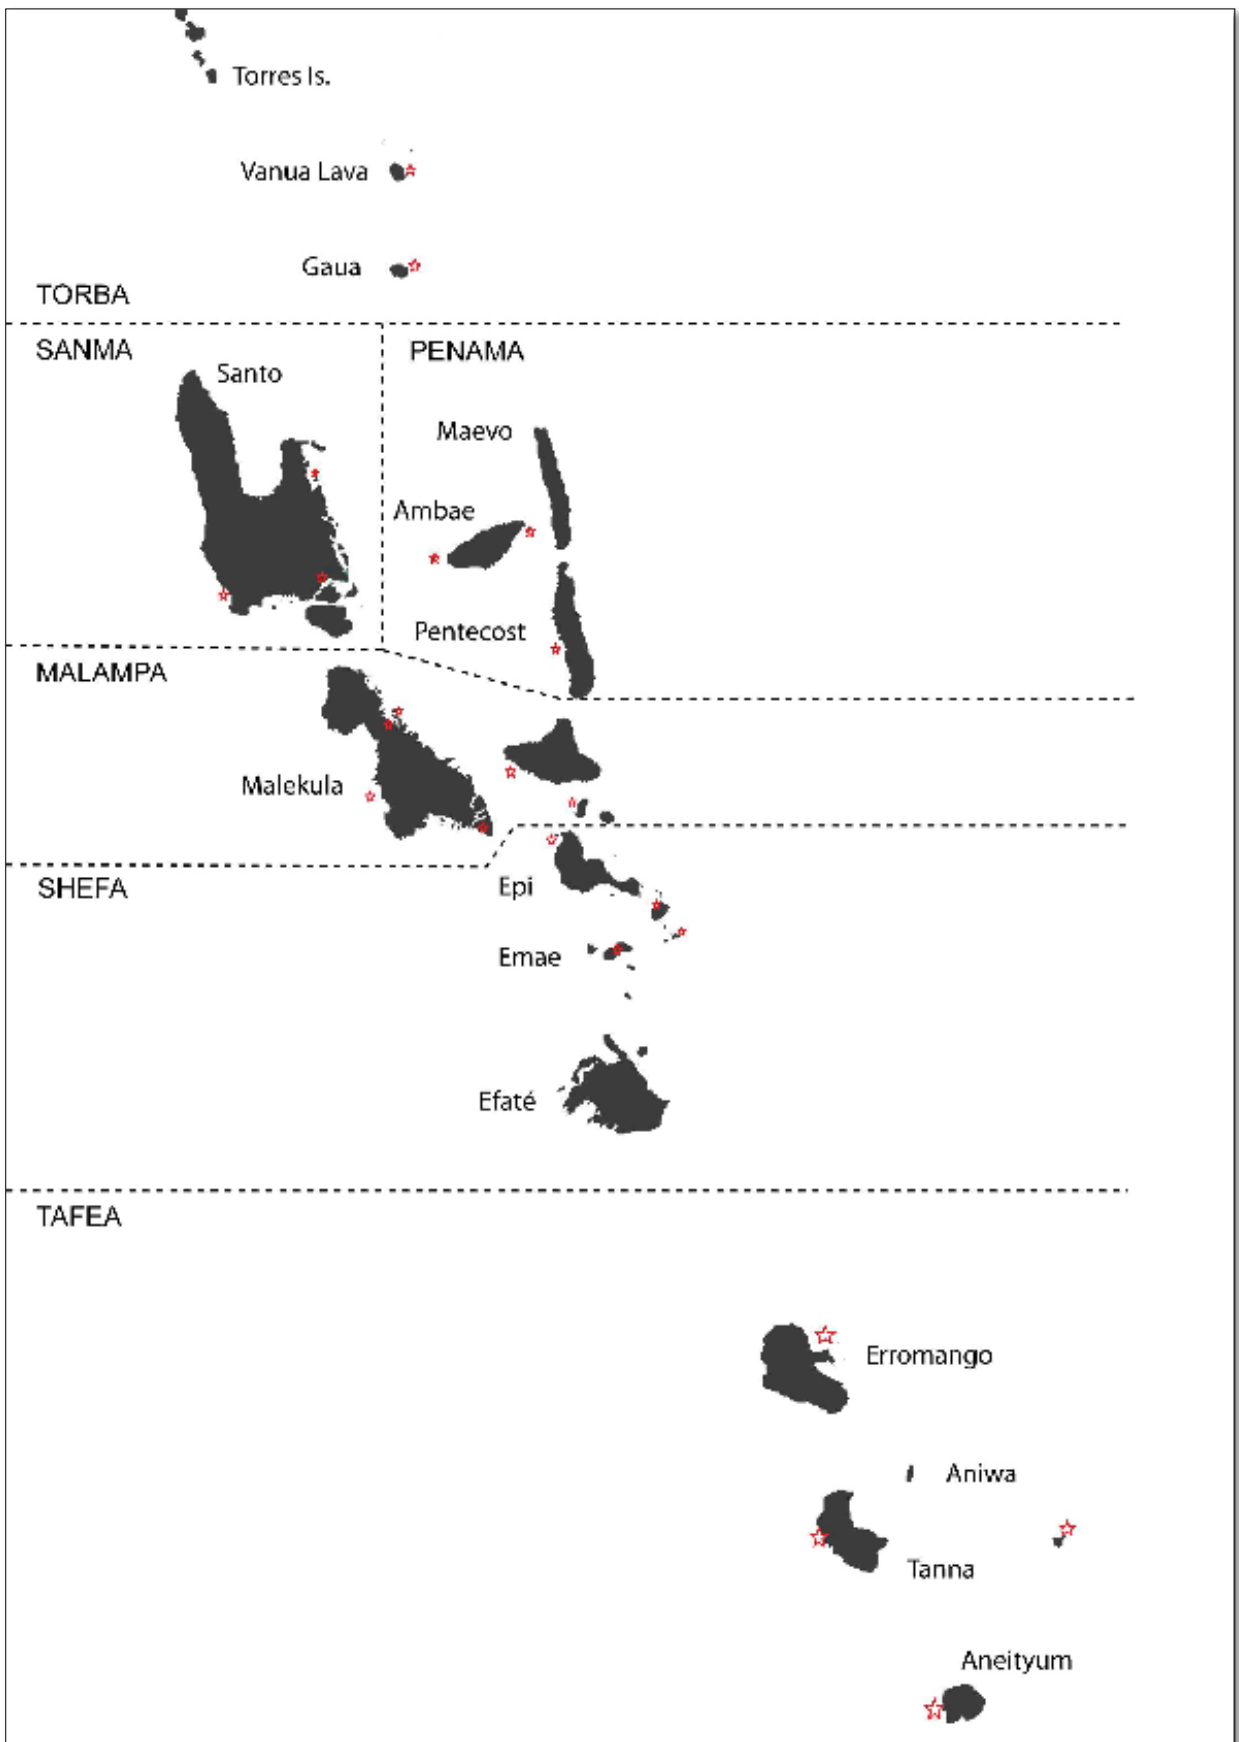 Torres Is.
Vanua Lava
Gaua
TORBA
SANMA
PENAMA
Santo
Maevo
Ambae
Pentecost
MALAMPA
Malekula
SHEFA
Epi
Emae
Efaté
TAFEA
Erromango
Aniwa
Tanna
Aneityum